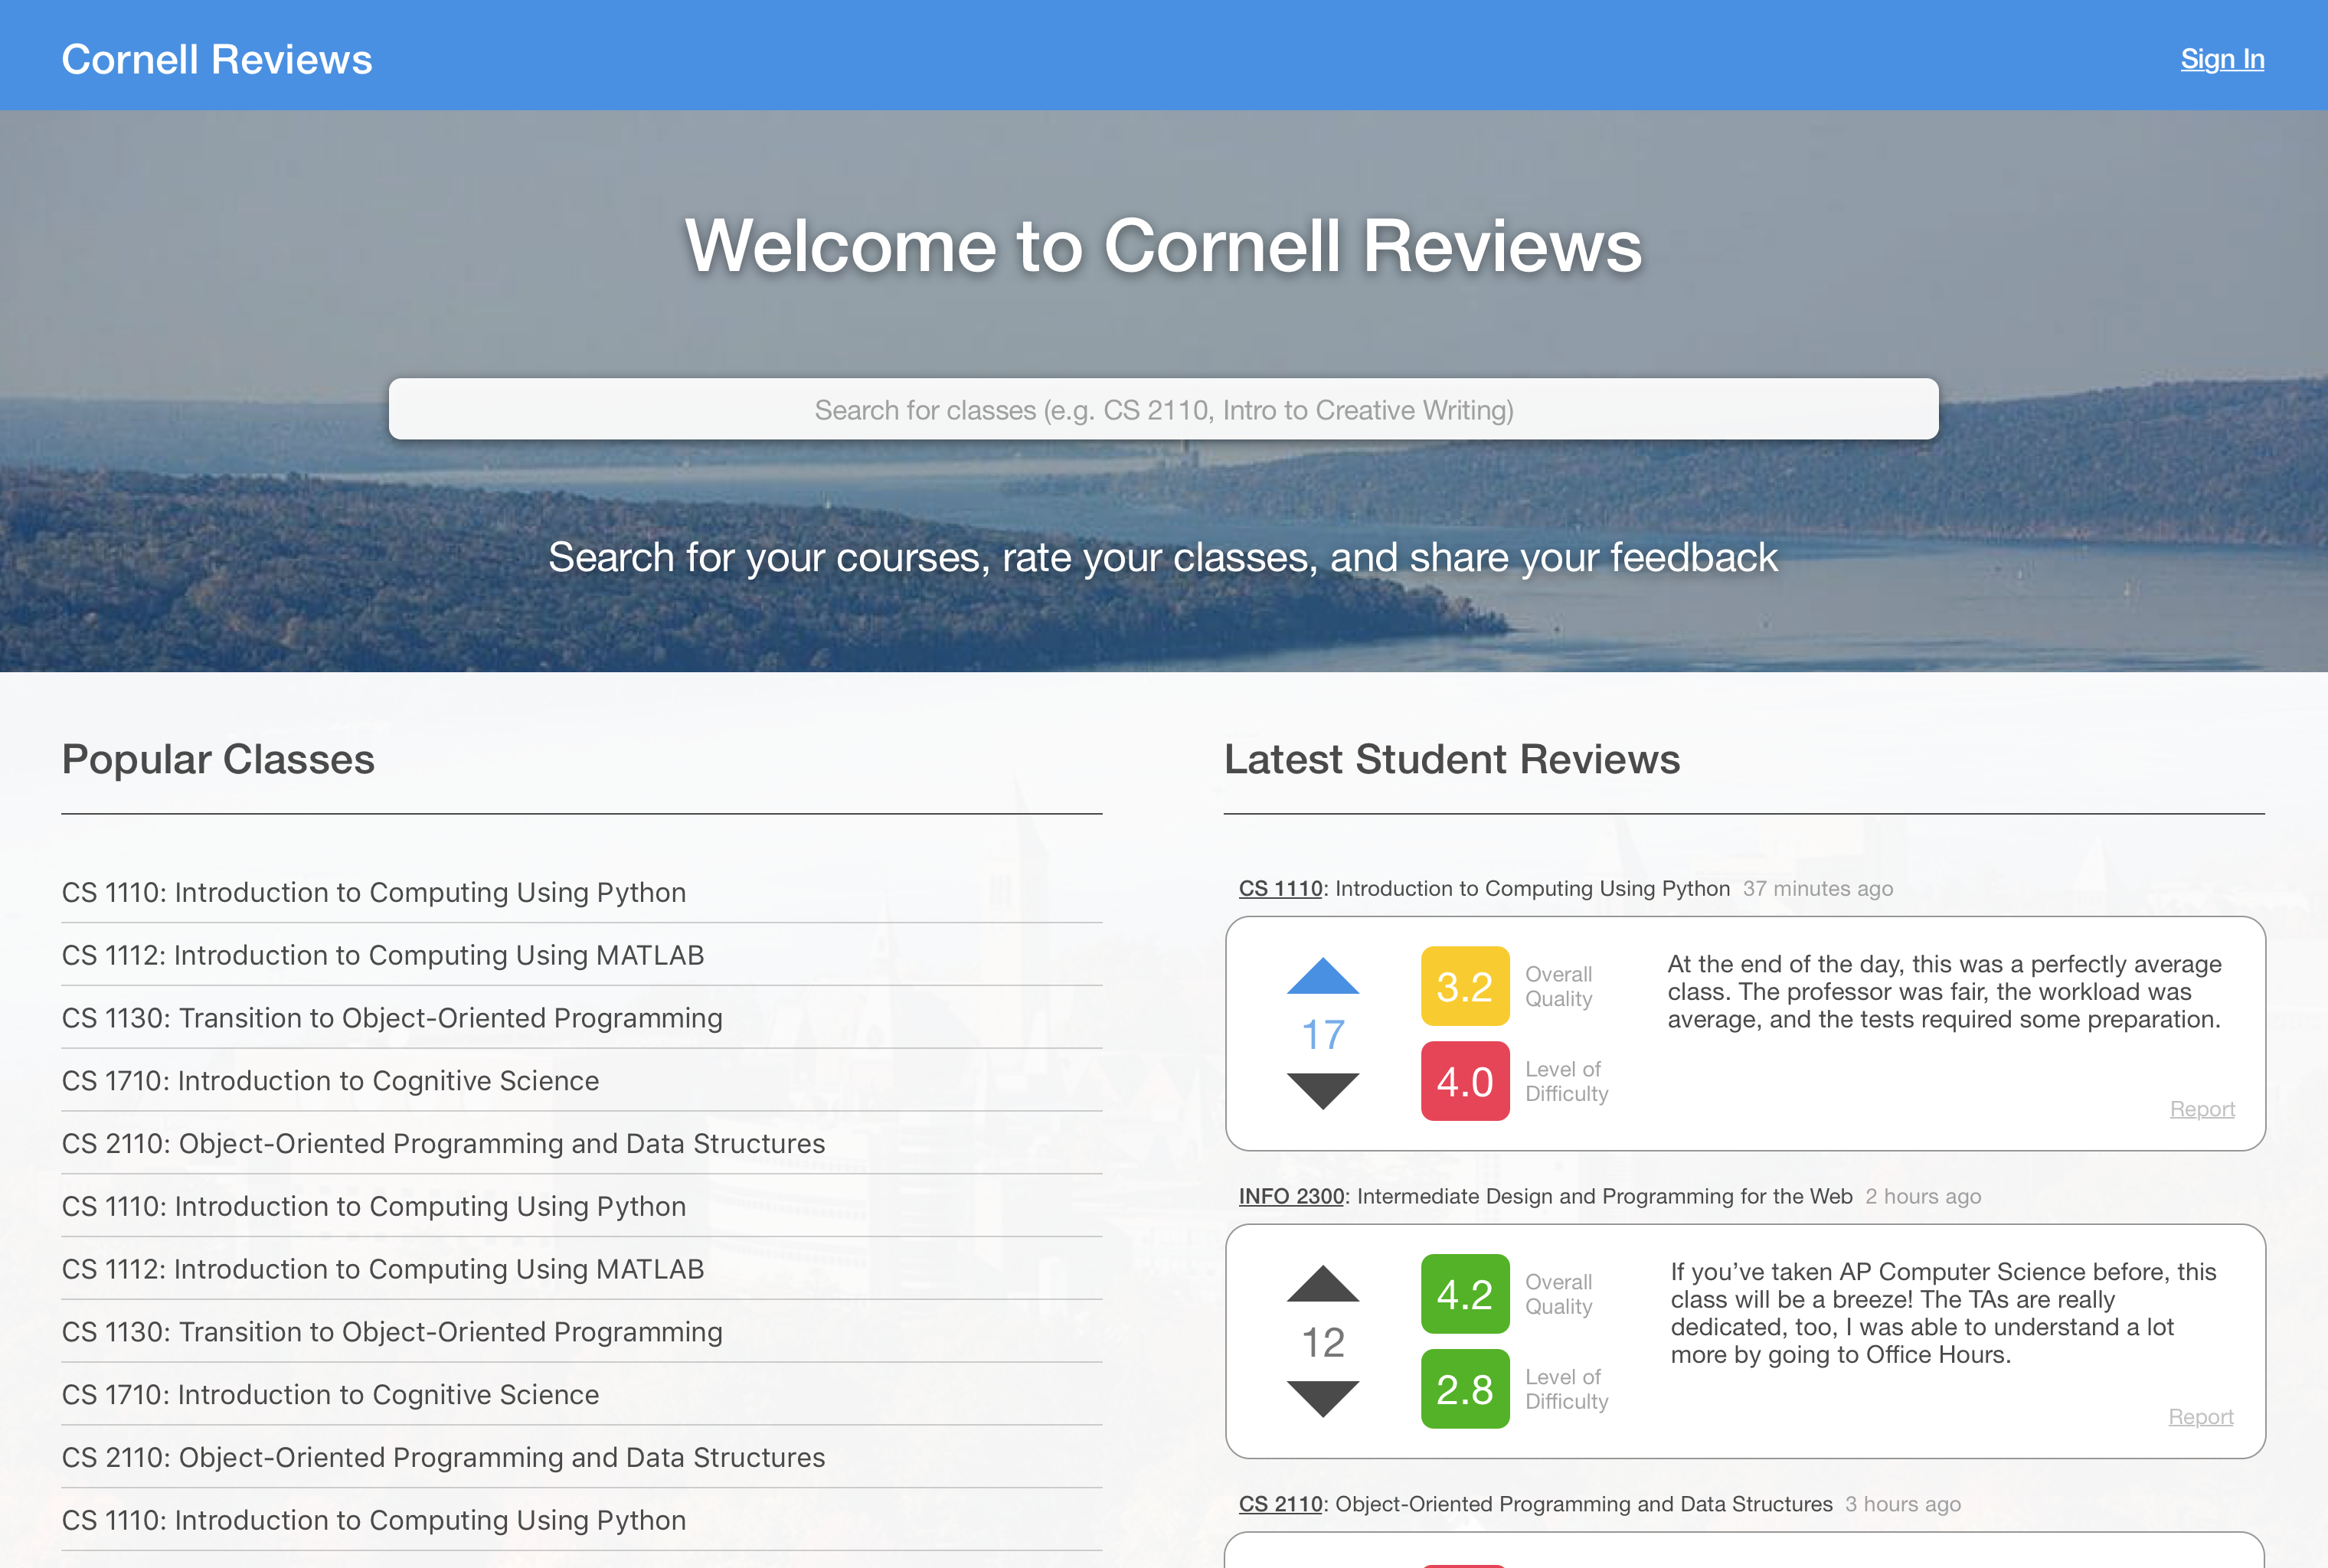 Cornell Reviews
Sign In
Welcome to Cornell Reviews
Search for classes (e.g. CS 2110, Intro to Creative Writing)
Search for your courses, rate your classes, and share your feedback
Popular Classes
CS 1110: Introduction to Computing Using Python
CS 1112: Introduction to Computing Using MATLAB
CS 1130: Transition to Object-Oriented Programming
CS 1710: Introduction to Cognitive Science
CS 2110: Object-Oriented Programming and Data Structures
CS 1110: Introduction to Computing Using Python
CS 1112: Introduction to Computing Using MATLAB
CS 1130: Transition to Object-Oriented Programming
CS 1710: Introduction to Cognitive Science
CS 2110: Object-Oriented Programming and Data Structures
CS 1110: Introduction to Computing Using Python
Latest Student Reviews
CS 1110: Introduction to Computing Using Python 37 minutes ago
17
3.2
Overall
Quality
4.0
Level of
Difficulty
At the end of the day, this was a perfectly average
class. The professor was fair, the workload was
average, and the tests required some preparation.
Report
INFO 2300: Intermediate Design and Programming for the Web 2 hours ago
12
4.2
Overall
Quality
2.8
Level of
Difficulty
If you’ve taken AP Computer Science before, this
class will be a breeze! The TAs are really
dedicated, too, I was able to understand a lot
more by going to Office Hours.
Report
CS 2110: Object-Oriented Programming and Data Structures 3 hours ago